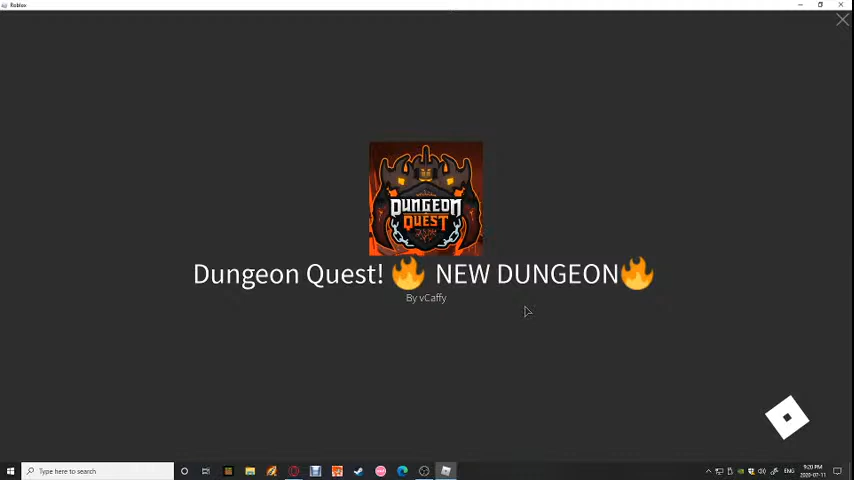 Roblox
DUNGEON
QUEST
Dungeon Quest! 🔥 NEW DUNGEON🔥
By vCaffy
Type here to search
ENG
9:20 PM
2020-07-11